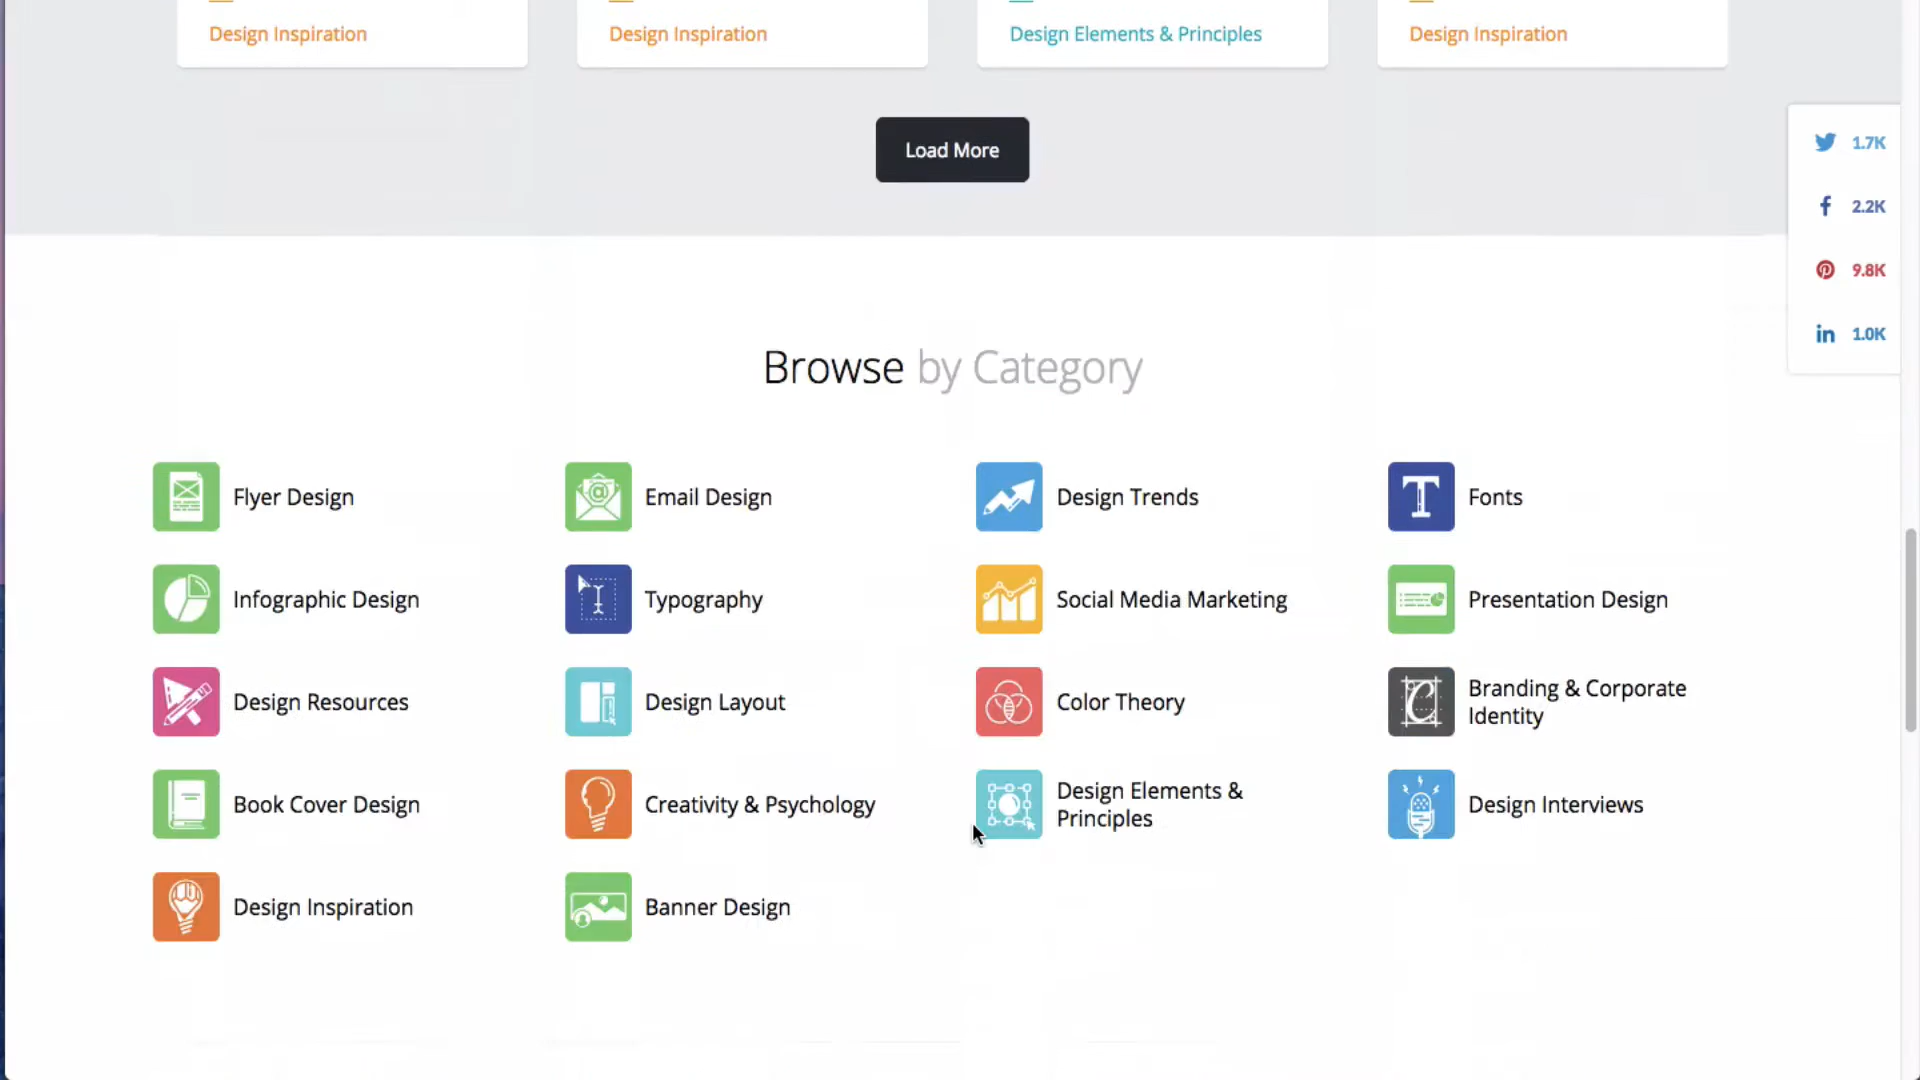 Design Inspiration
Design Inspiration
Design Elements & Principles
Design Inspiration
Load More
1.7K
2.2K
9.8K
1.0K
Browse by Category
Flyer Design
Email Design
Design Trends
Fonts
Infographic Design
Typography
Social Media Marketing
Presentation Design
Design Resources
Design Layout
Color Theory
Branding & Corporate
Identity
Book Cover Design
Creativity & Psychology
Design Elements &
Principles
Design Interviews
Design Inspiration
Banner Design